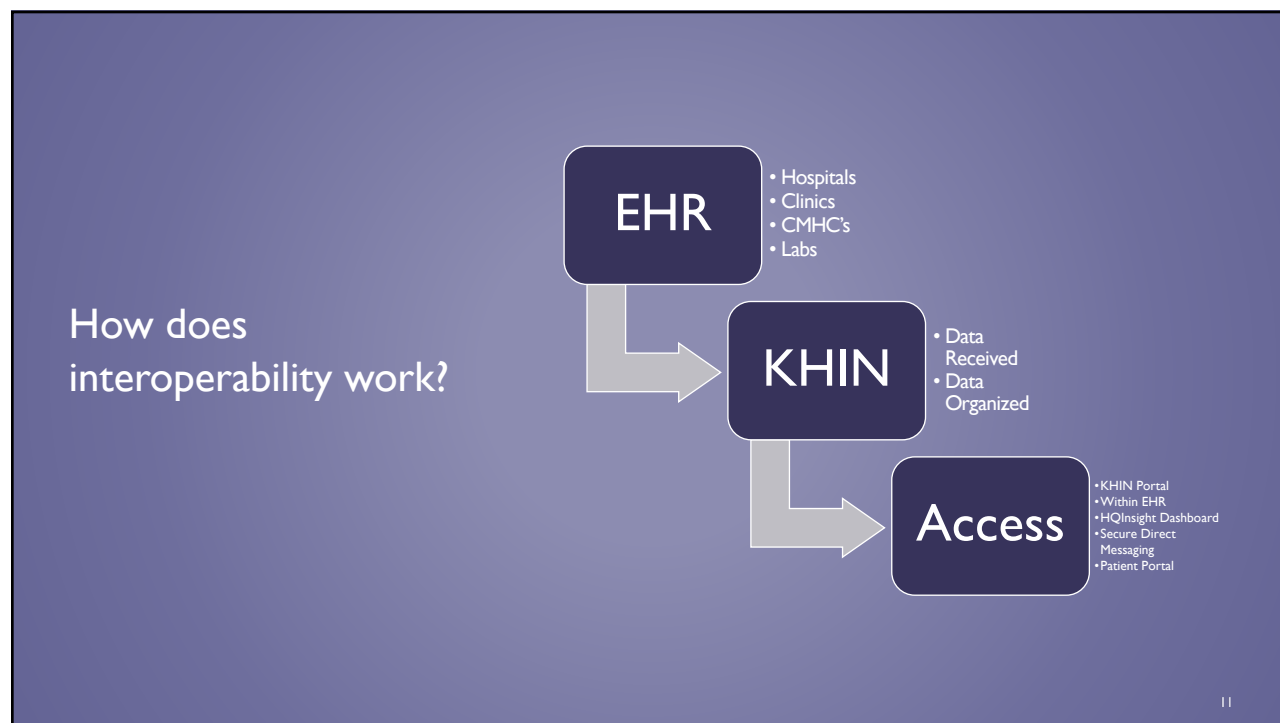 How does
interoperability work?
EHR
• Hospitals
• Clinics
• CMHC's
• Labs
KHIN
• Data
Received
• Data
Organized
Access
•KHIN Portal
•Within EHR
•HQInsight Dashboard
•Secure Direct
Messaging
•Patient Portal
11